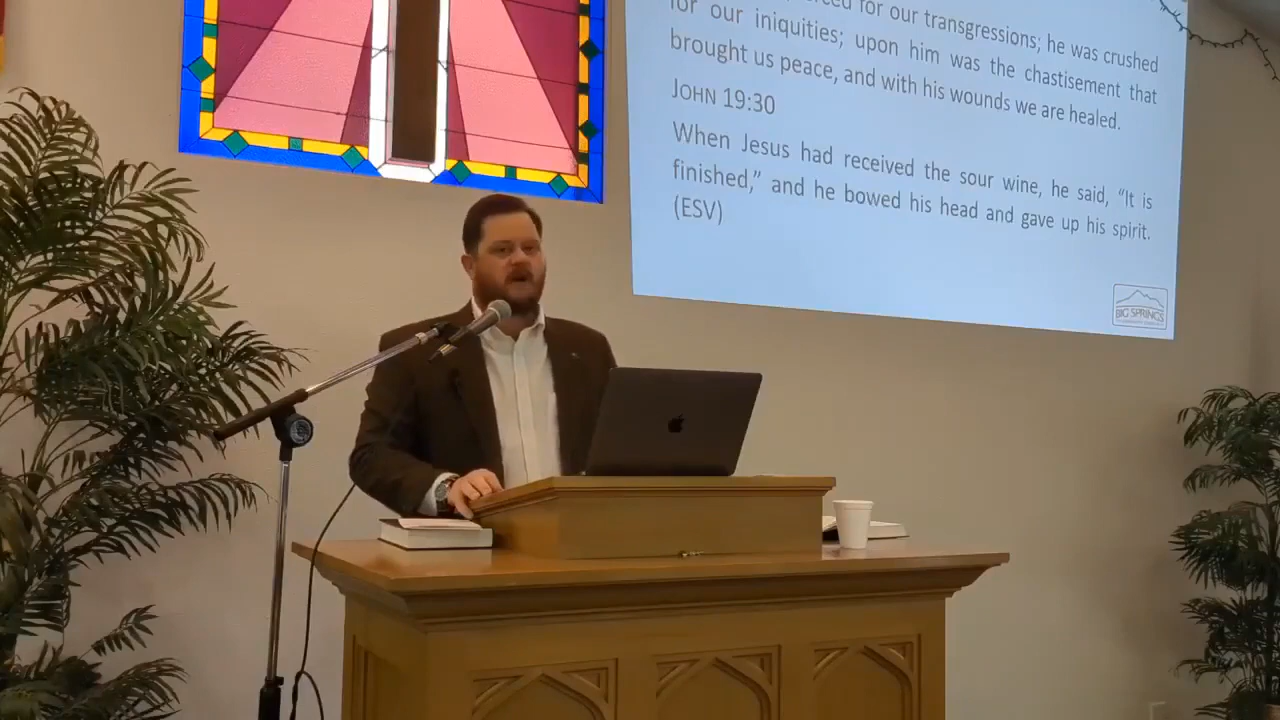 for our transgressions; he was crushed
for our iniquities; upon him was the chastisement that
brought us peace, and with his wounds we are healed.
JOHN 19:30
When Jesus had received the sour wine, he said, “It is
finished,” and he bowed his head and gave up his spirit.
(ESV)
BIG SPRINGS